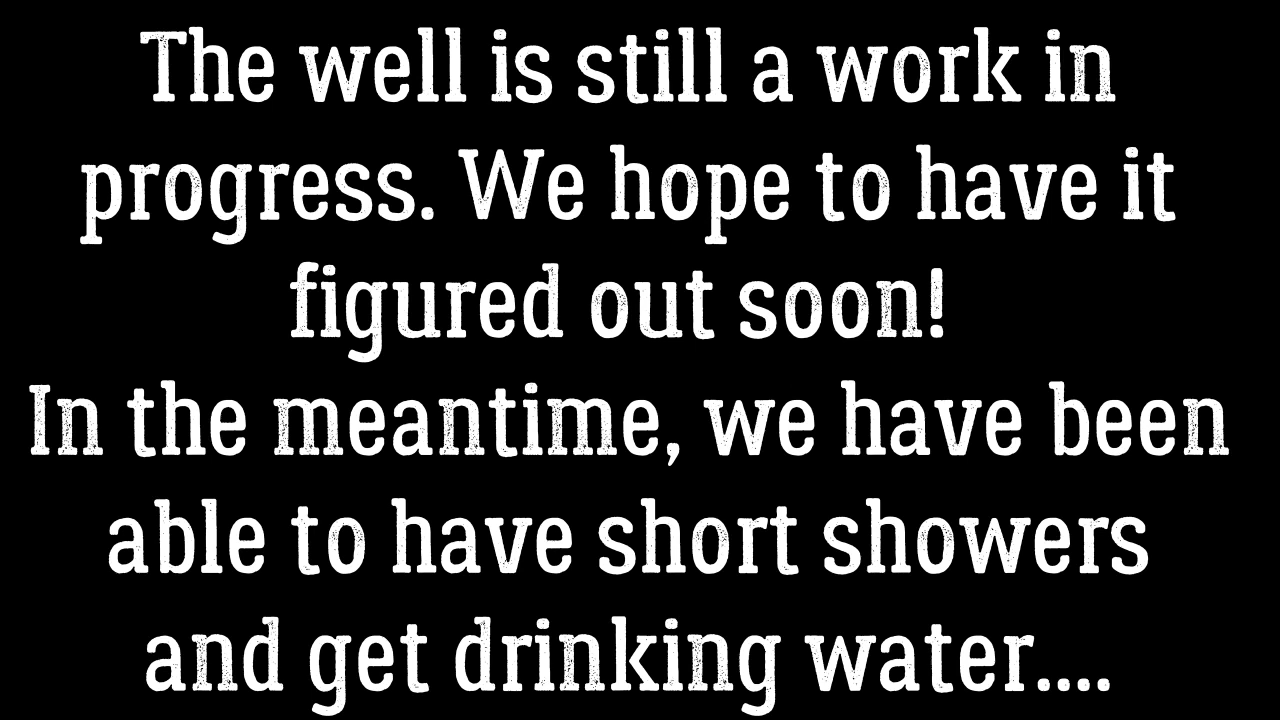 The well is still a work in
progress. We hope to have it
figured out soon!
In the meantime, we have been
able to have short showers
and get drinking water....